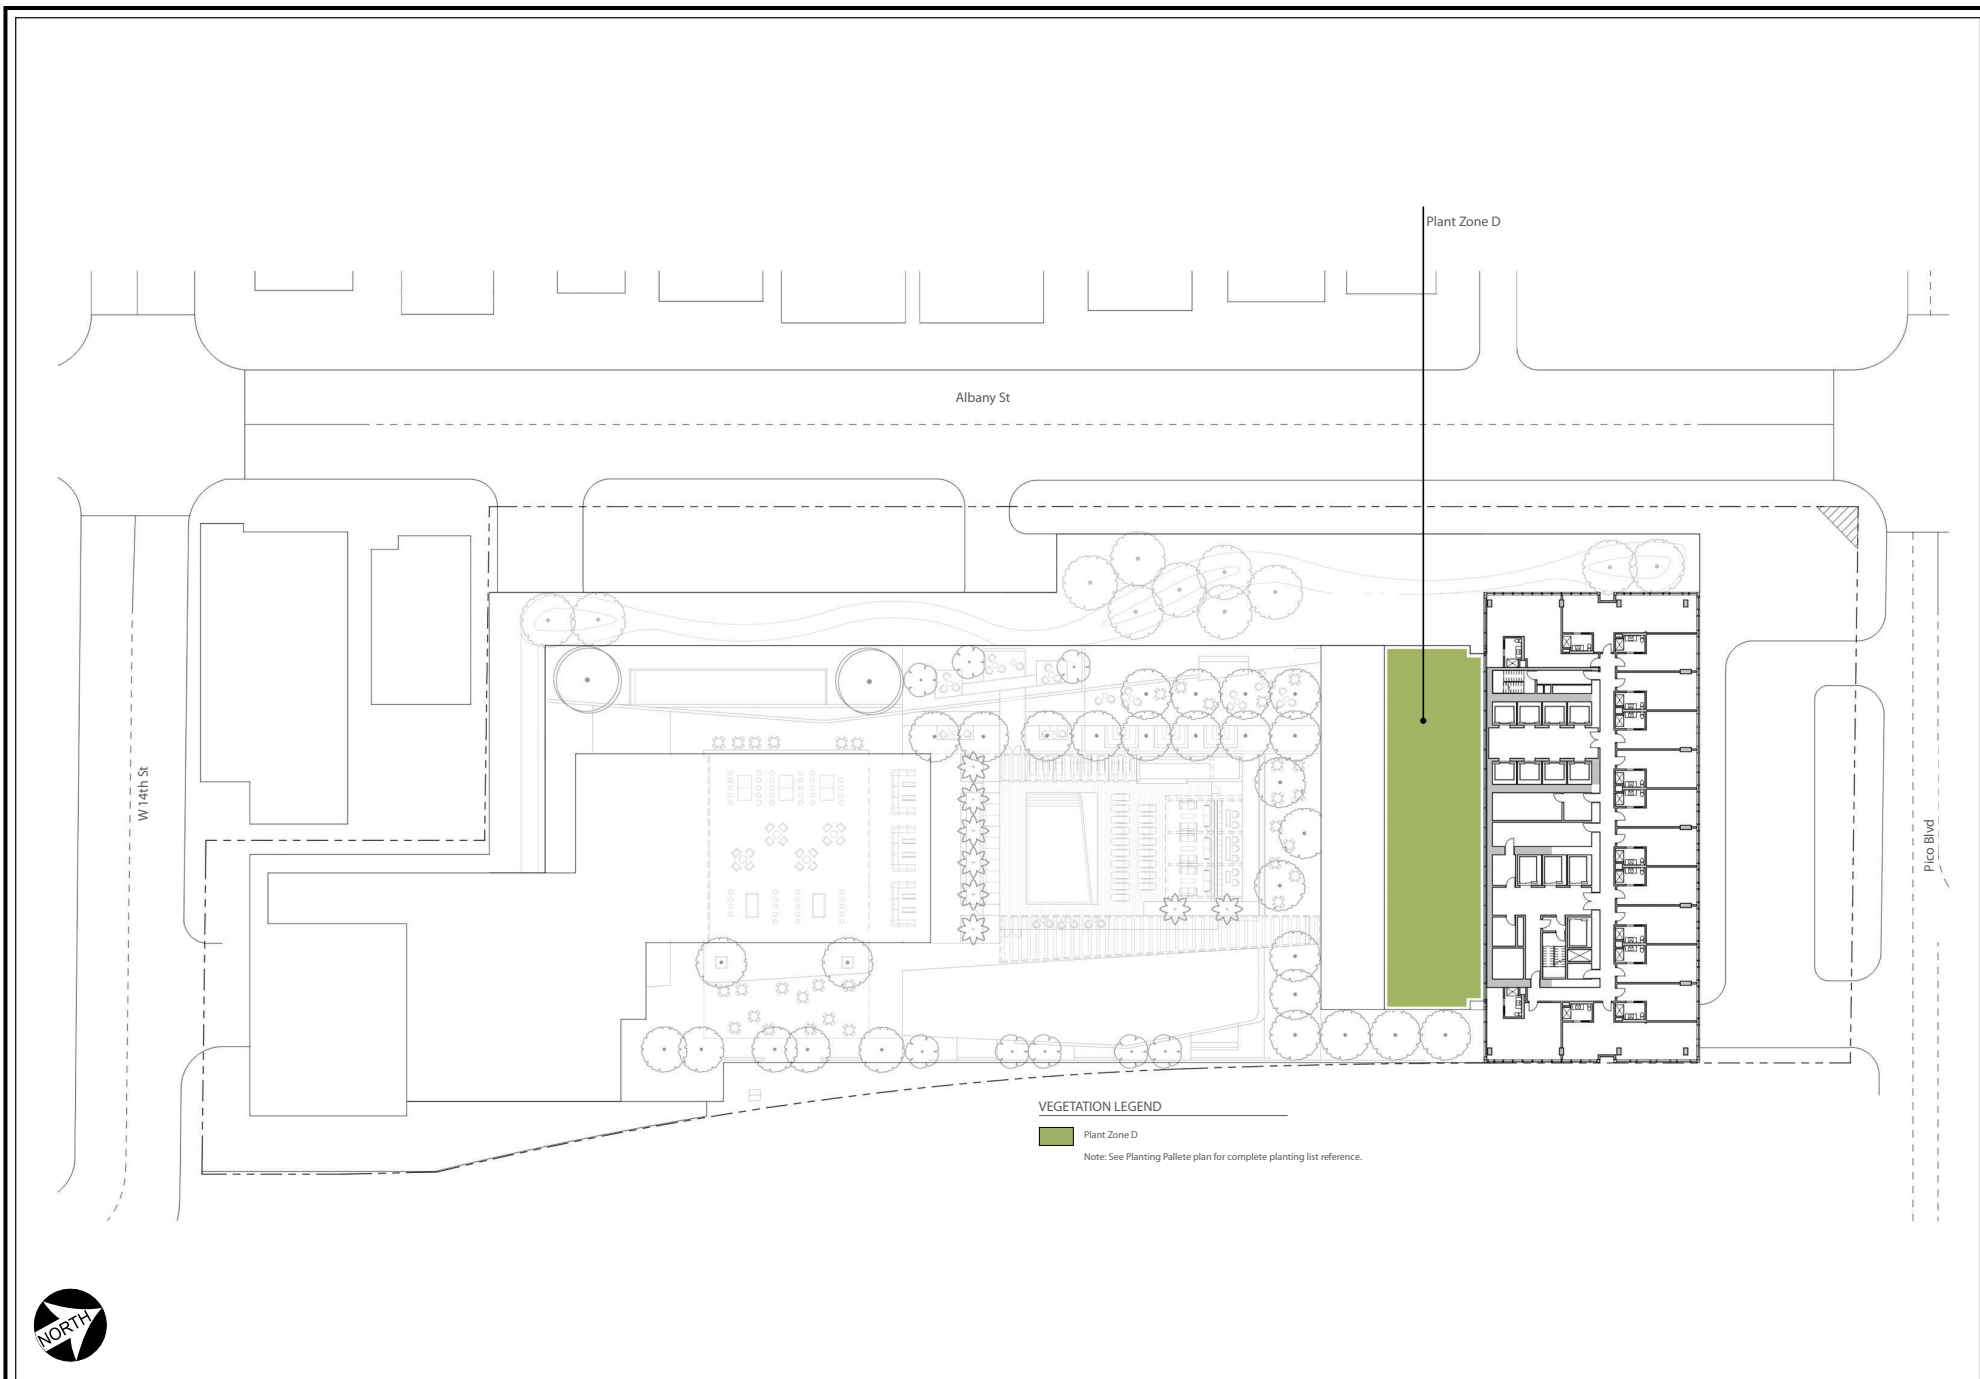 Plant Zone D
Albany St
W 14th St
Pico Blvd
VEGETATION LEGEND
Plant Zone D
Note: See Planting Pallete plan for complete planting list reference.
NORTH